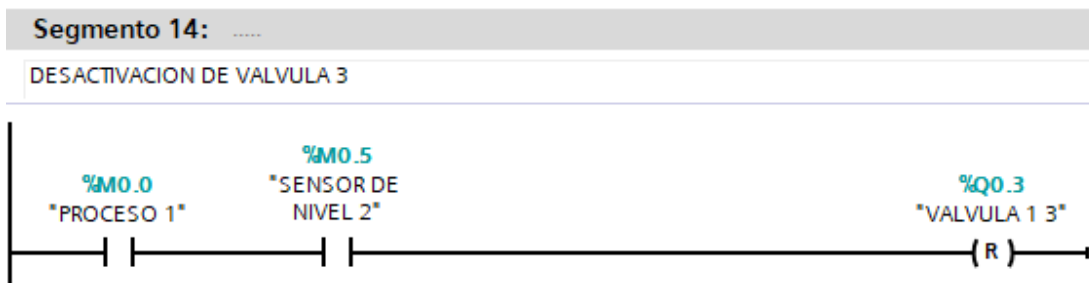 Segmento 14: .....
DESACTIVACION DE VALVULA 3
%M0.0
"PROCESO 1"
%M0.5
"SENSOR DE
NIVEL 2"
%Q0.3
"VALVULA 1 3"
R